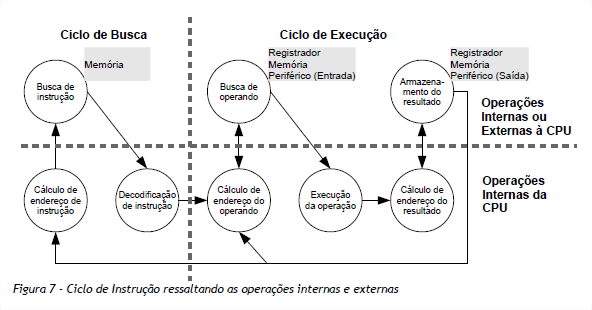 Ciclo de Busca
Ciclo de Execução
Memória
Registrador
Memória
Periférico (Entrada)
Registrador
Memória
Periférico (Saída)
Busca de
instrução
Busca de
operando
Armazena-
mento do
resultado
Operações
Internas ou
Externas à CPU
Cálculo de
endereço de
instrução
Decodificação
de instrução
Cálculo de
endereço do
operando
Execução
da operação
Cálculo de
endereço do
resultado
Operações
Internas da
CPU
Figura 7 - Ciclo de Instrução ressaltando as operações internas e externas